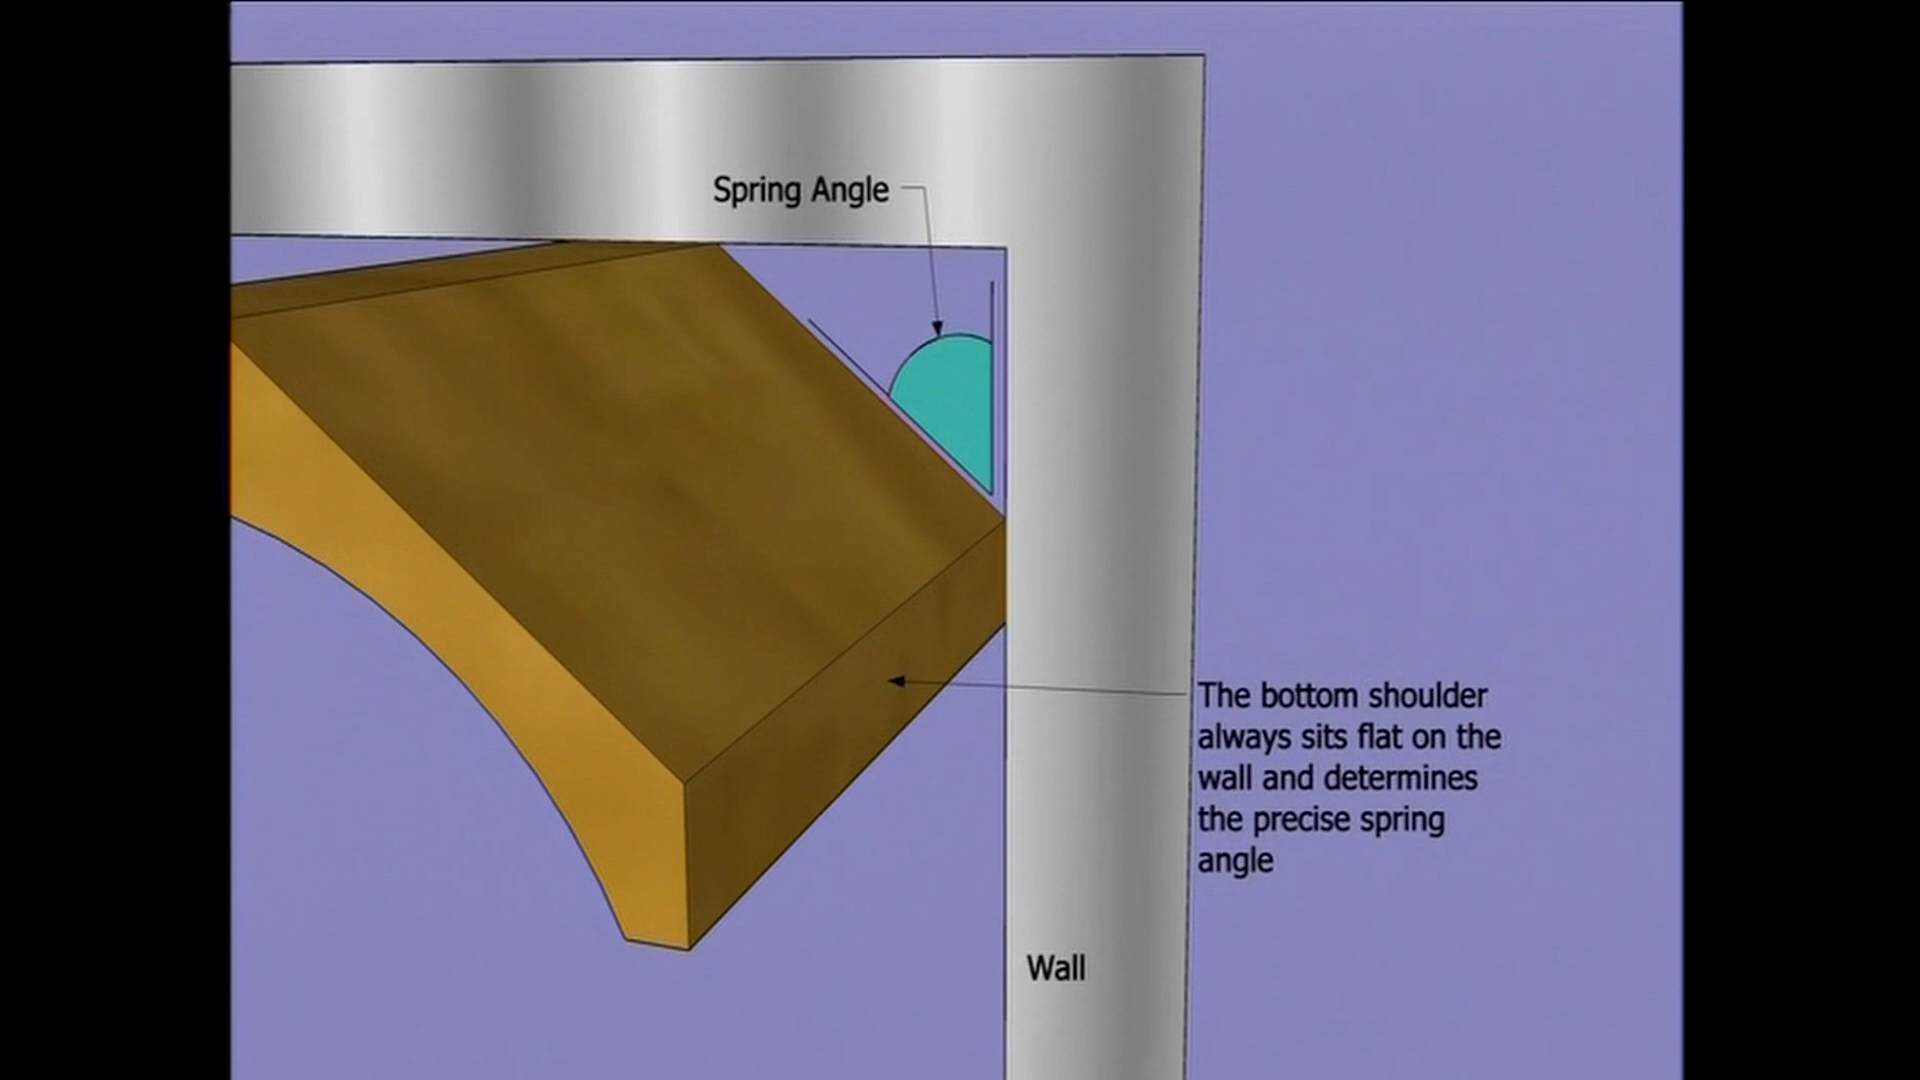 Spring Angle
The bottom shoulder
always sits flat on the
wall and determines
the precise spring
angle
Wall